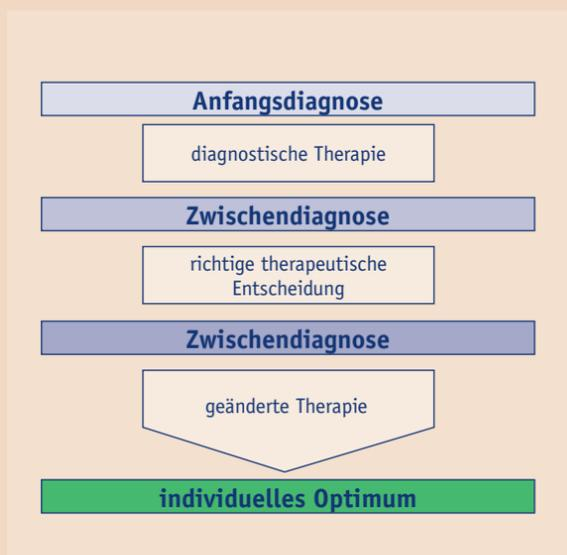 Anfangsdiagnose
diagnostische Therapie
Zwischendiagnose
richtige therapeutische
Entscheidung
Zwischendiagnose
geänderte Therapie
individuelles Optimum